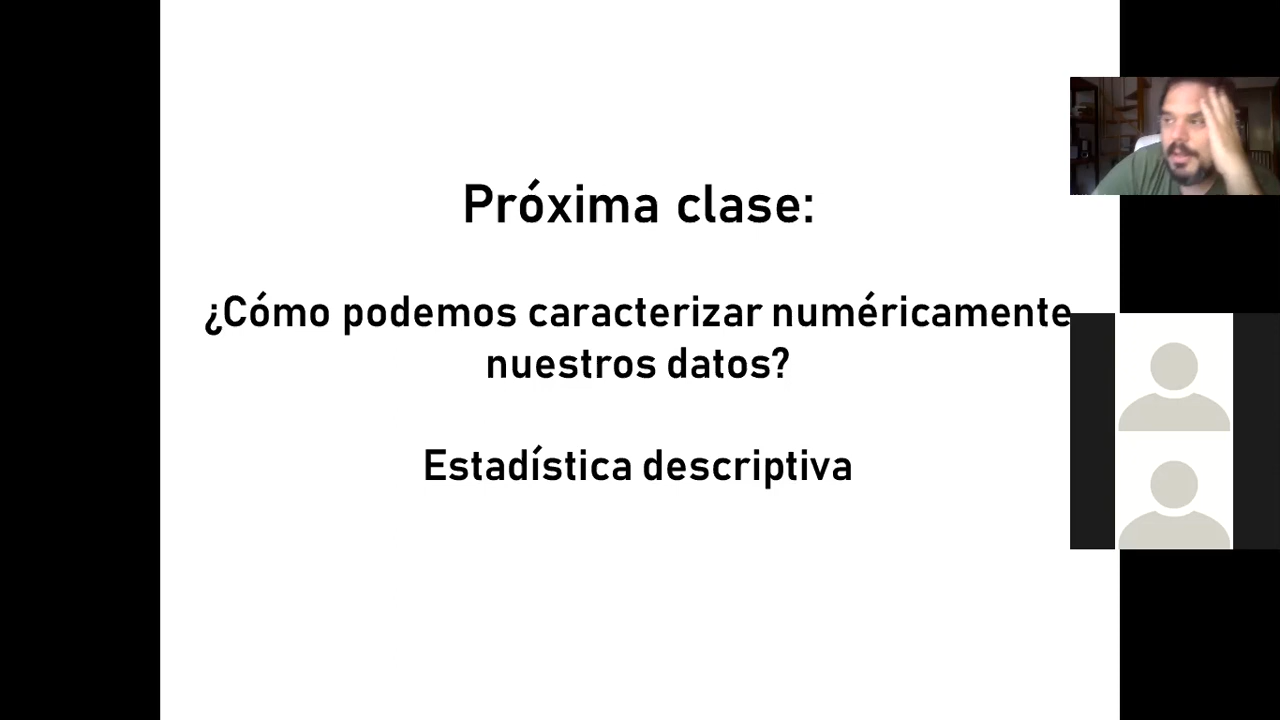 Próxima clase:
¿Cómo podemos caracterizar numéricamente
nuestros datos?
Estadística descriptiva